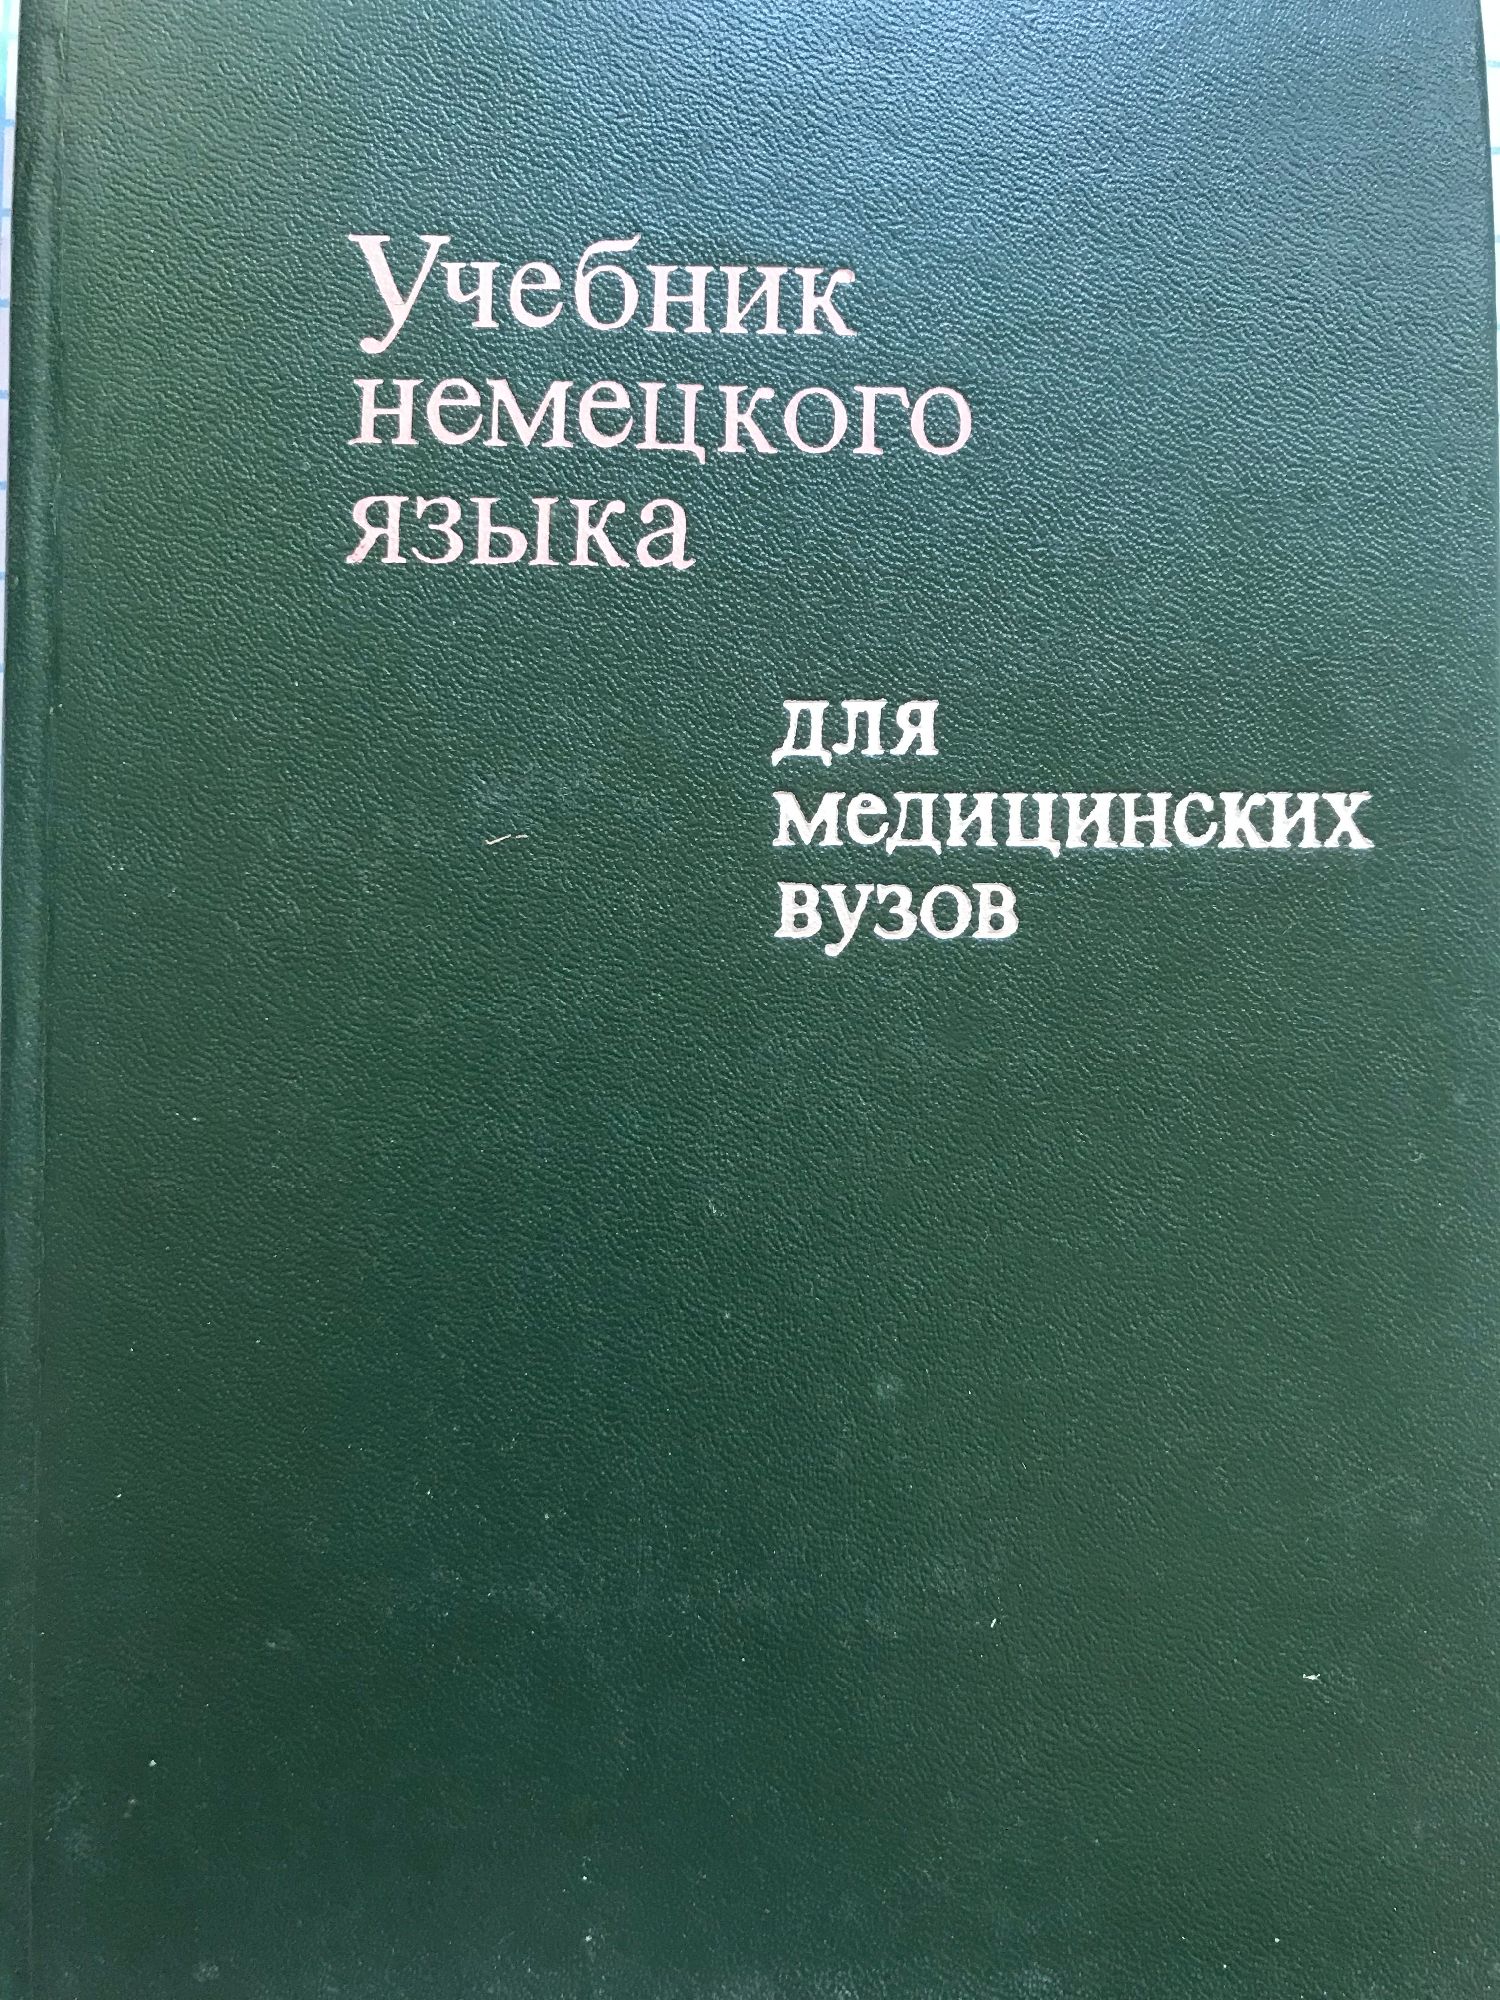 Учебник
немецкого
языка
для
медицинских
вузов